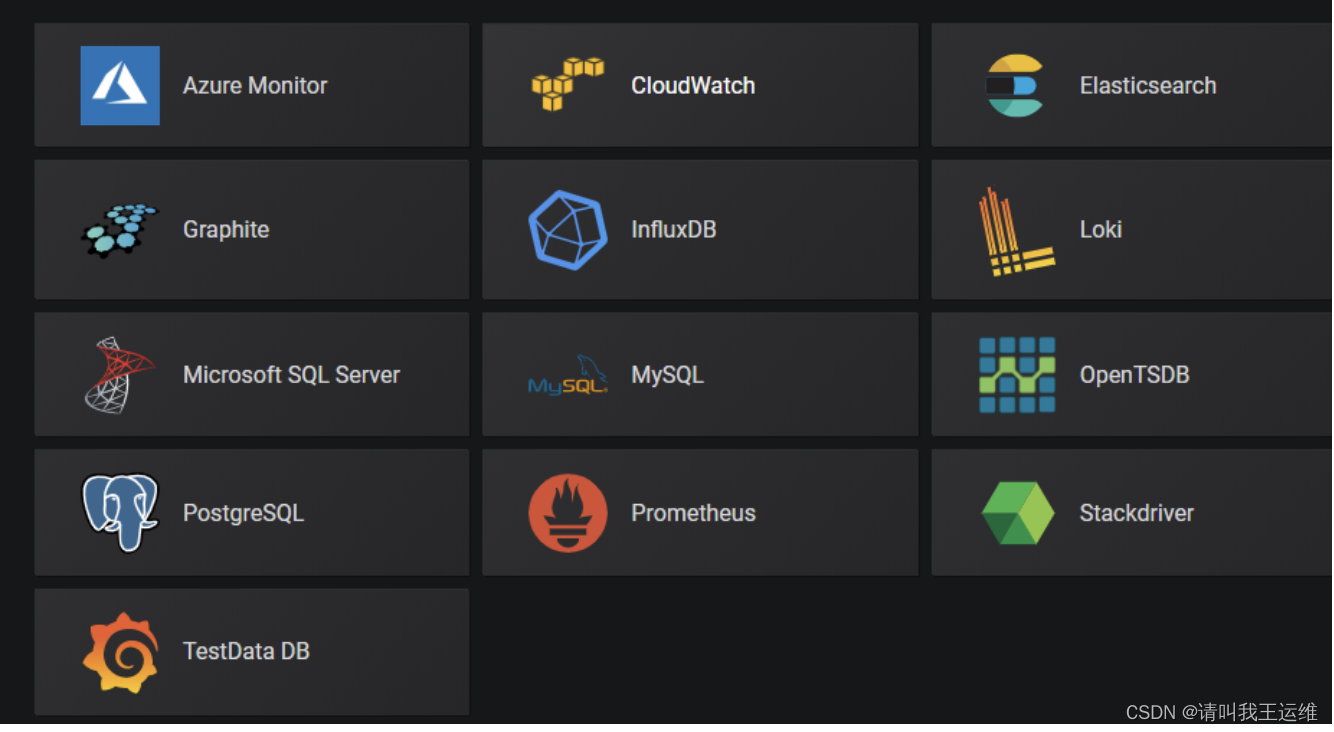 Azure Monitor
CloudWatch
Elasticsearch
Graphite
InfluxDB
Loki
Microsoft SQL Server
MySQL
MySQL
OpenTSDB
PostgreSQL
Prometheus
Stackdriver
TestData DB
CSDN @请叫我王运维